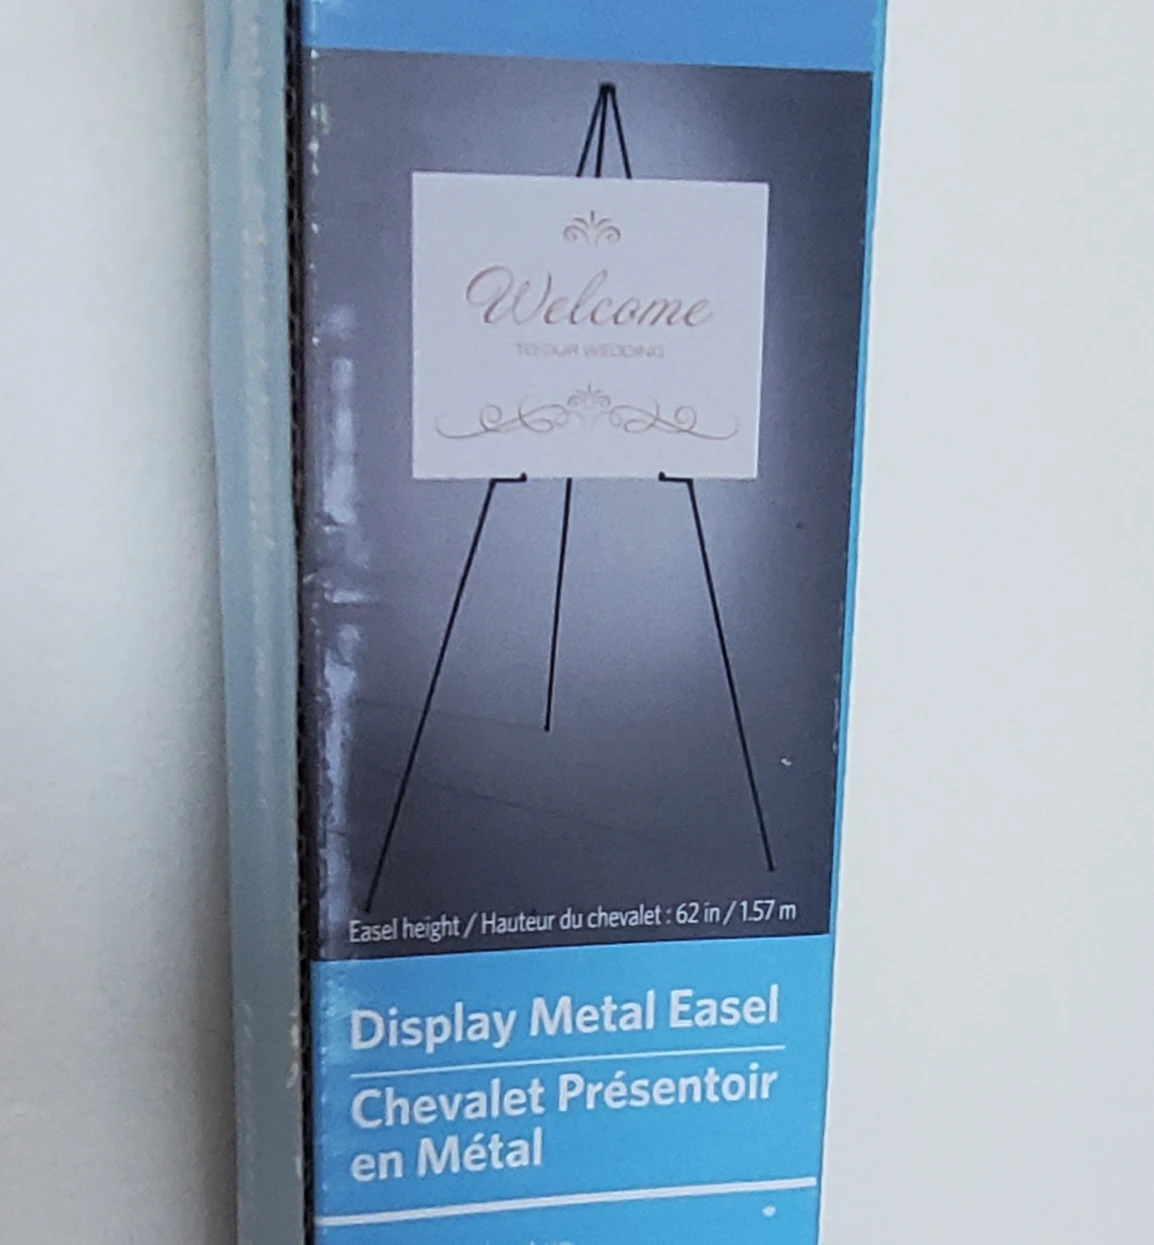 Welcome
TO OUR WEDDING
Easel height / Hauteur du chevalet : 62 in / 1.57 m
Display Metal Easel
Chevalet Présentoir
en Métal